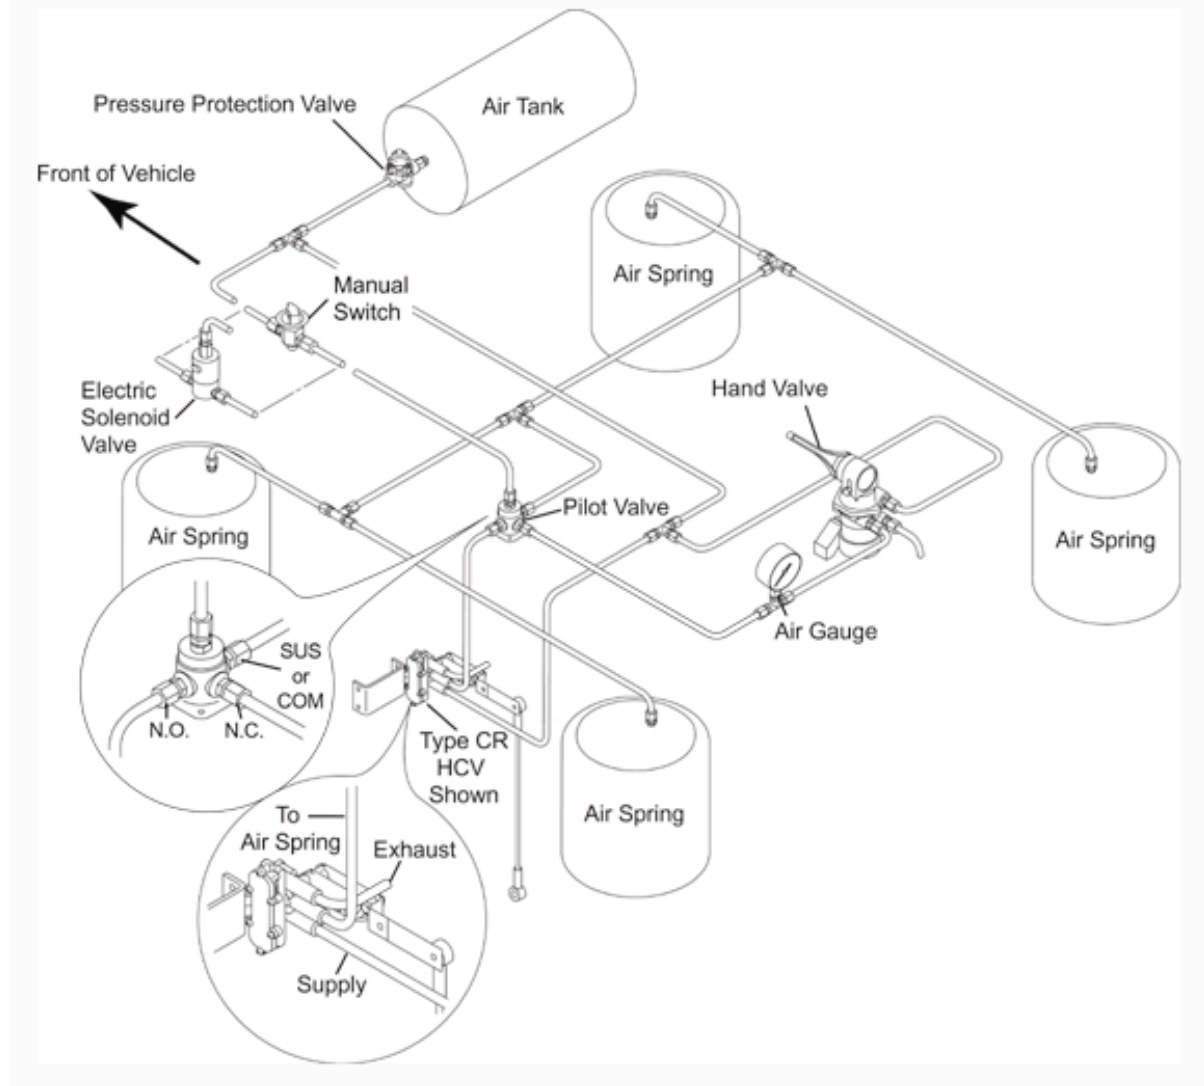 Air Tank
Pressure Protection Valve
Front of Vehicle
Air Spring
Manual
Switch
Hand Valve
Electric
Solenoid
Valve
Air Spring
Pilot Valve
Air Spring
Air Gauge
SUS
or
COM
N.O.
N.C.
Type CR
HCV
Shown
Air Spring
To
Air Spring
Exhaust
Supply